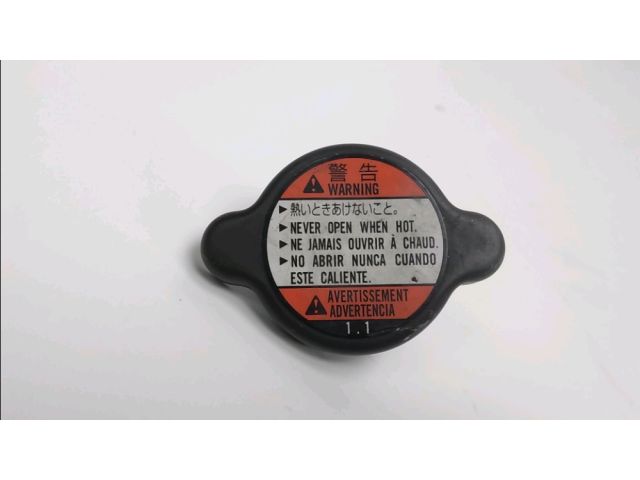 警告
WARNING
▶熱いときあけないこと。
▶NEVER OPEN WHEN HOT.
▶NE JAMAIS OUVRIR À CHAUD.
▶NO ABRIR NUNCA CUANDO
ESTE CALIENTE.
AVERTISSEMENT
ADVERTENCIA
1.1